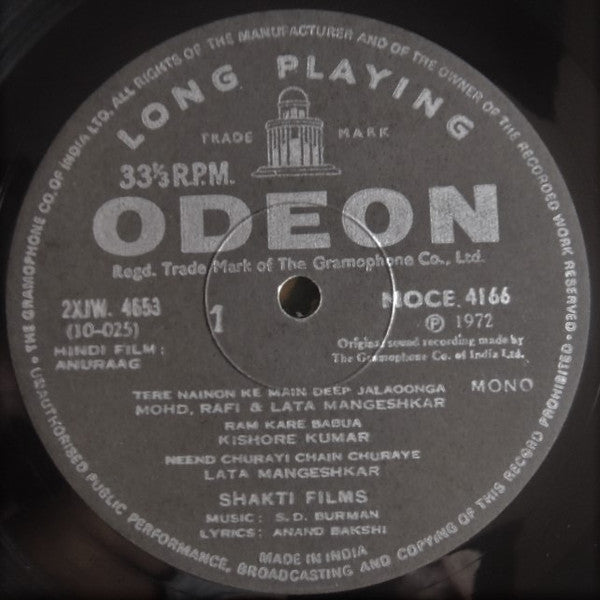 THE GRAMOPHONE CO. OF INDIA LTD. ALL RIGHTS OF THE MANUFACTURER AND OF THE OWNER OF THE RECORDED WORK RESERVED.
UNAUTHORISED PUBLIC PERFORMANCE, BROADCASTING AND COPYING OF THIS RECORD PROHIBITED
LONG PLAYING
TRADE MARK
33⅓ R.P.M.
ODEON
Regd. Trade Mark of The Gramophone Co., Ltd.
2XJW. 4653
(10-025)
1
MOCE. 4166
℗ 1972
HINDI FILM :
ANURAAG
Original sound recording made by
The Gramophone Co. of India Ltd.
TERE NAINON KE MAIN DEEP JALAOONGA
MONO
MOHD. RAFI & LATA MANGESHKAR
RAM KARE BABUA
KISHORE KUMAR
NEEND CHURAYI CHAIN CHURAYE
LATA MANGESHKAR
SHAKTI FILMS
MUSIC : S. D. BURMAN
LYRICS : ANAND BAKSHI
MADE IN INDIA